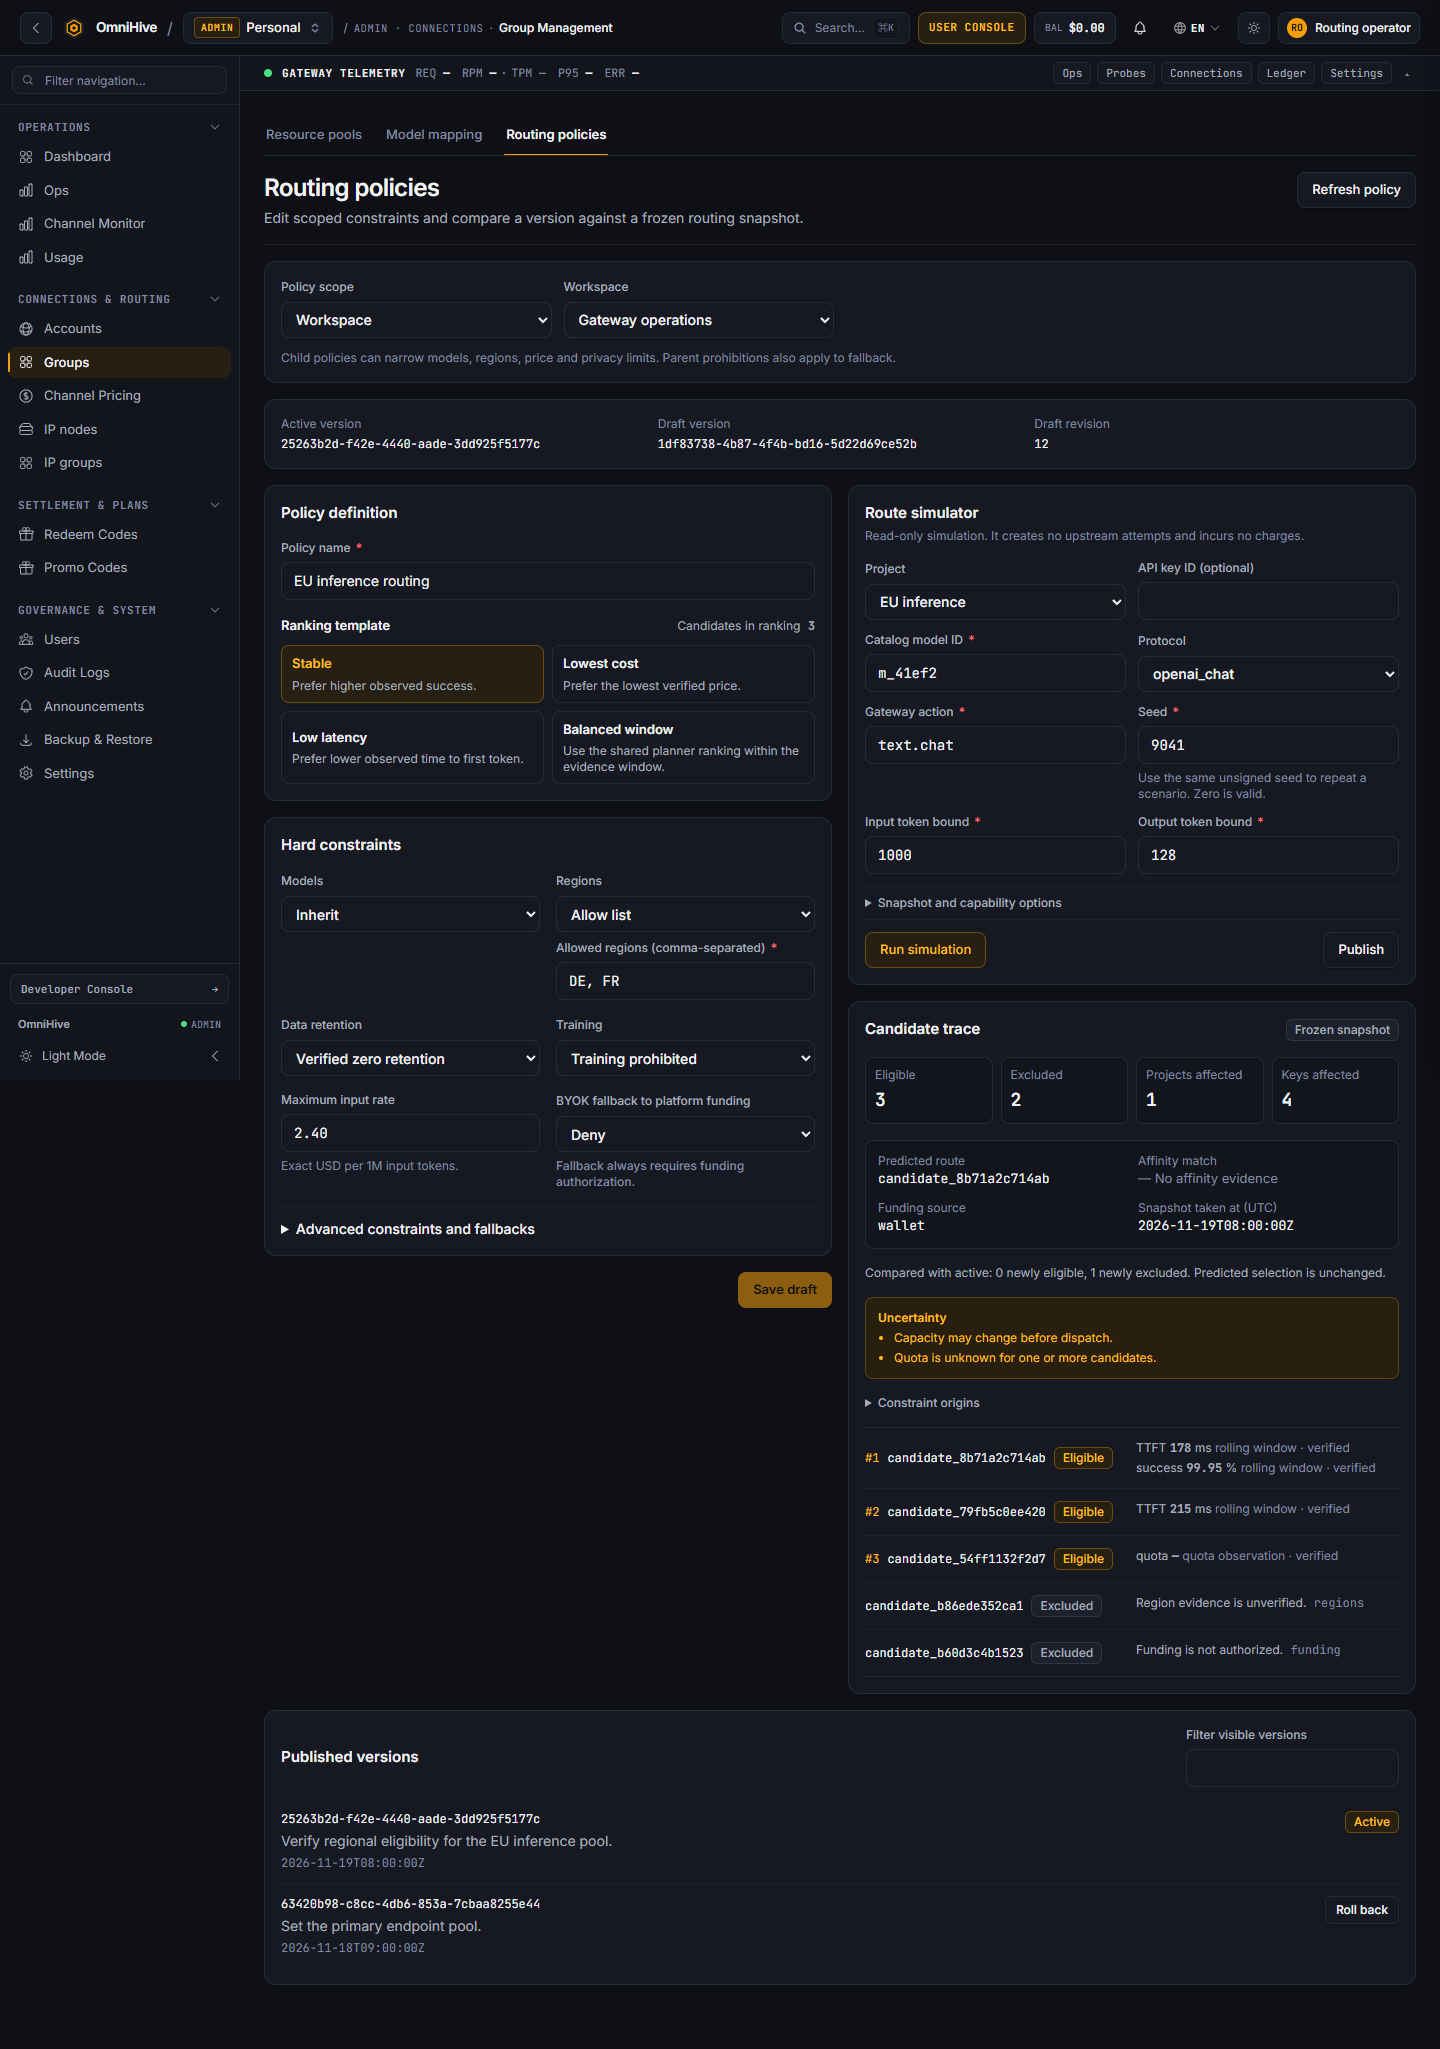 OmniHive / ADMIN Personal / ADMIN · CONNECTIONS · Group Management Search... ⌘K USER CONSOLE BAL $0.00 EN RO Routing operator
Filter navigation...
GATEWAY TELEMETRY REQ — RPM — · TPM — P95 — ERR — Ops Probes Connections Ledger Settings
OPERATIONS
Dashboard
Ops
Channel Monitor
Usage
CONNECTIONS & ROUTING
Accounts
Groups
Channel Pricing
IP nodes
IP groups
SETTLEMENT & PLANS
Redeem Codes
Promo Codes
GOVERNANCE & SYSTEM
Users
Audit Logs
Announcements
Backup & Restore
Settings
Developer Console →
OmniHive ADMIN
Light Mode
Resource pools Model mapping Routing policies
Routing policies
Refresh policy
Edit scoped constraints and compare a version against a frozen routing snapshot.
Policy scope Workspace
Workspace Gateway operations
Child policies can narrow models, regions, price and privacy limits. Parent prohibitions also apply to fallback.
Active version Draft version Draft revision
25263b2d-f42e-4440-aade-3dd925f5177c 1df83738-4b87-4f4b-bd16-5d22d69ce52b 12
Policy definition
Policy name *
EU inference routing
Ranking template Candidates in ranking 3
Stable
Prefer higher observed success.
Lowest cost
Prefer the lowest verified price.
Low latency
Prefer lower observed time to first token.
Balanced window
Use the shared planner ranking within the
evidence window.
Hard constraints
Models Regions
Inherit Allow list
Allowed regions (comma-separated) *
DE, FR
Data retention Training
Verified zero retention Training prohibited
Maximum input rate BYOK fallback to platform funding
2.40 Deny
Exact USD per 1M input tokens. Fallback always requires funding
authorization.
Advanced constraints and fallbacks
Save draft
Route simulator
Read-only simulation. It creates no upstream attempts and incurs no charges.
Project API key ID (optional)
EU inference
Catalog model ID * Protocol
m_41ef2 openai_chat
Gateway action * Seed *
text.chat 9041
Use the same unsigned seed to repeat a
scenario. Zero is valid.
Input token bound * Output token bound *
1000 128
Snapshot and capability options
Run simulation Publish
Candidate trace Frozen snapshot
Eligible Excluded Projects affected Keys affected
3 2 1 4
Predicted route Affinity match
candidate_8b71a2c714ab — No affinity evidence
Funding source Snapshot taken at (UTC)
wallet 2026-11-19T08:00:00Z
Compared with active: 0 newly eligible, 1 newly excluded. Predicted selection is unchanged.
Uncertainty
• Capacity may change before dispatch.
• Quota is unknown for one or more candidates.
Constraint origins
#1 candidate_8b71a2c714ab Eligible TTFT 178 ms rolling window · verified
success 99.95 % rolling window · verified
#2 candidate_79fb5c0ee420 Eligible TTFT 215 ms rolling window · verified
#3 candidate_54ff1132f2d7 Eligible quota — quota observation · verified
candidate_b86ede352ca1 Excluded Region evidence is unverified. regions
candidate_b60d3c4b1523 Excluded Funding is not authorized. funding
Published versions
Filter visible versions
25263b2d-f42e-4440-aade-3dd925f5177c Active
Verify regional eligibility for the EU inference pool.
2026-11-19T08:00:00Z
63420b98-c8cc-4db6-853a-7cbaa8255e44 Roll back
Set the primary endpoint pool.
2026-11-18T09:00:00Z